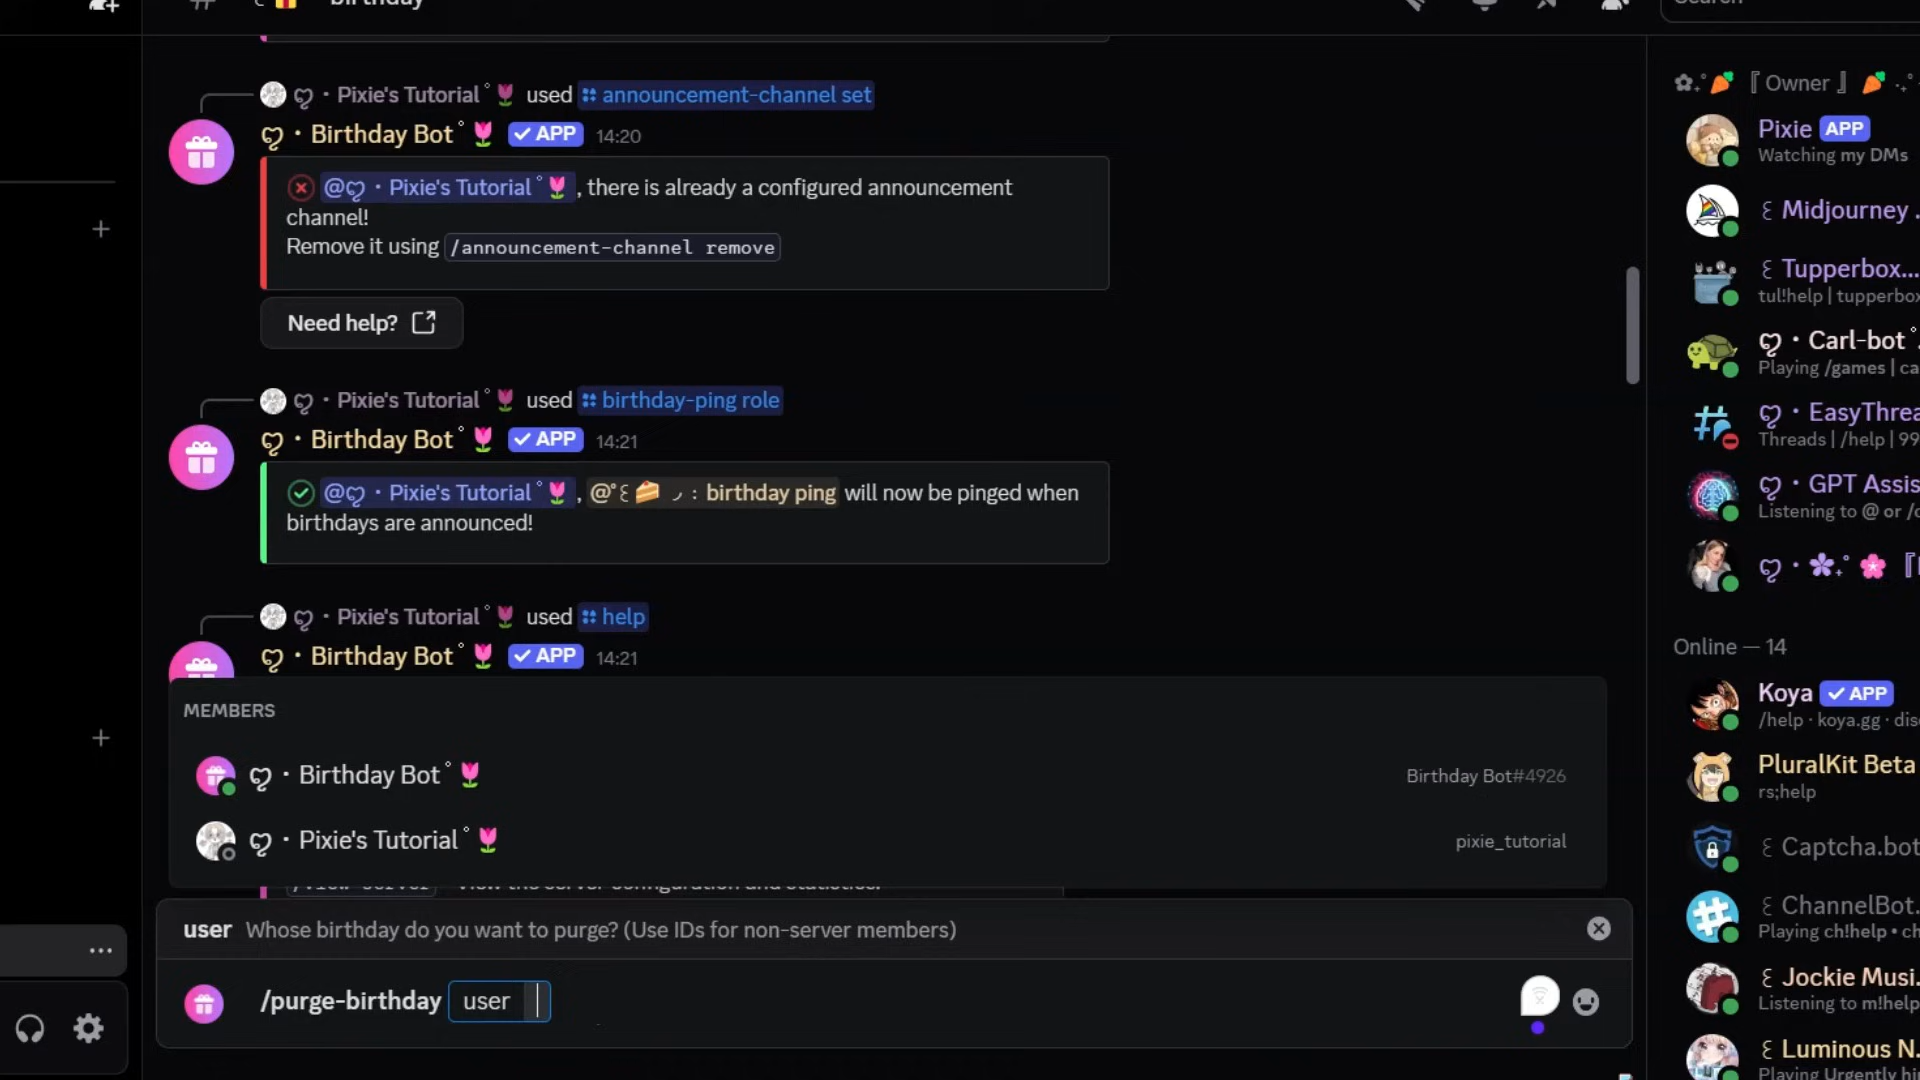 birthday
Pixie's Tutorial˚🌷 used announcement-channel set
Birthday Bot˚🌷 ✓ APP 14:20
@ღ・Pixie's Tutorial˚🌷, there is already a configured announcement
channel!
Remove it using /announcement-channel remove
Need help?
Pixie's Tutorial˚🌷 used birthday-ping role
Birthday Bot˚🌷 ✓ APP 14:21
@ღ・Pixie's Tutorial˚🌷, @°꒰🍰 ◞ : birthday ping will now be pinged when
birthdays are announced!
Pixie's Tutorial˚🌷 used help
Birthday Bot˚🌷 ✓ APP 14:21
MEMBERS
Birthday Bot˚🌷 Birthday Bot#4926
Pixie's Tutorial˚🌷 pixie_tutorial
user Whose birthday do you want to purge? (Use IDs for non-server members)
/purge-birthday user
Search
『Owner』
Pixie APP
Watching my DMs
Midjourney
Tupperbox...
tul!help | tupperbox
Carl-bot˚
Playing /games | ca
EasyThrea
Threads | /help | 99
GPT Assis
Listening to @ or /c
Online — 14
Koya ✓ APP
/help · koya.gg · dis
PluralKit Beta
rs;help
Captcha.bot
ChannelBot.
Playing ch!help • ch
Jockie Musi.
Listening to m!help
Luminous N.
Playing Urgently hi